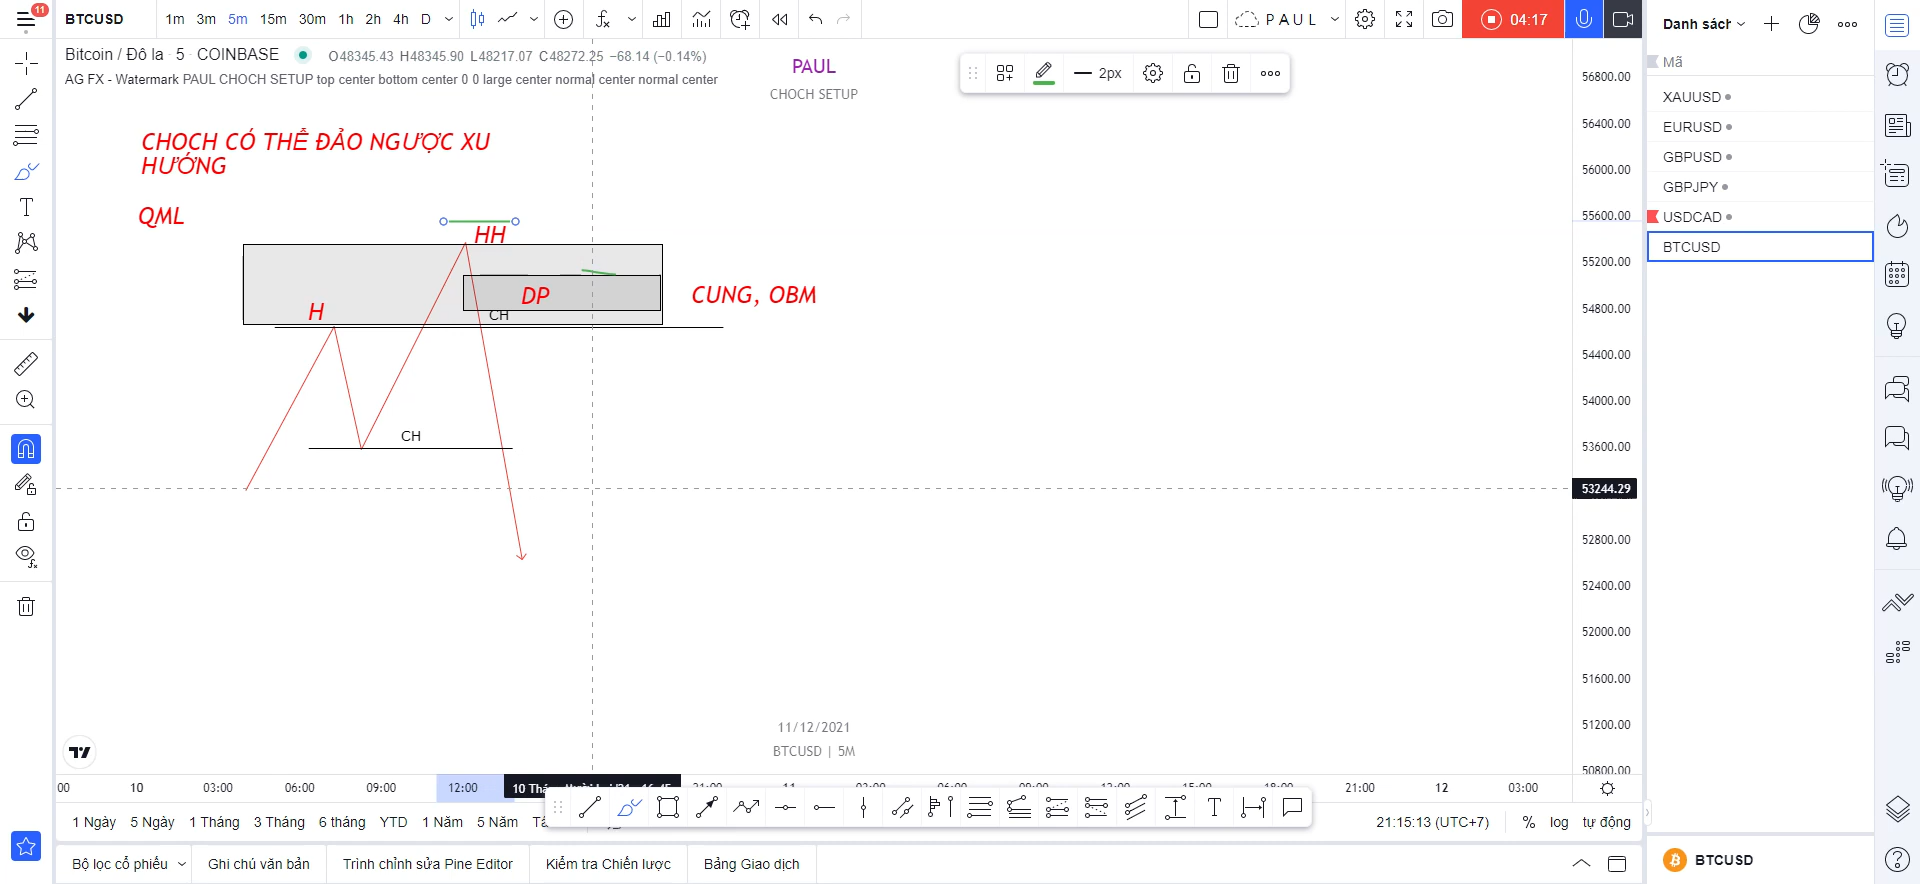 11
BTCUSD 1m 3m 5m 15m 30m 1h 2h 4h D
PAUL
04:17
Danh sách
Bitcoin / Đô la · 5 · COINBASE O48345.43 H48345.90 L48217.07 C48272.25 −68.14 (−0.14%)
AG FX - Watermark PAUL CHOCH SETUP top center bottom center 0 0 large center normal center normal center
PAUL
CHOCH SETUP
2px
Mã
XAUUSD
EURUSD
GBPUSD
GBPJPY
USDCAD
BTCUSD
CHOCH CÓ THỂ ĐẢO NGƯỢC XU
HƯỚNG
QML
HH
DP
CUNG, OBM
H
CH
CH
56800.00
56400.00
56000.00
55600.00
55200.00
54800.00
54400.00
54000.00
53600.00
53244.29
52800.00
52400.00
52000.00
51600.00
51200.00
50800.00
11/12/2021
BTCUSD | 5M
00 10 03:00 06:00 09:00 12:00 21:00 12 03:00
1 Ngày 5 Ngày 1 Tháng 3 Tháng 6 tháng YTD 1 Năm 5 Năm
21:15:13 (UTC+7) % log tự động
Bộ lọc cổ phiếu Ghi chú văn bản Trình chỉnh sửa Pine Editor Kiểm tra Chiến lược Bảng Giao dịch
BTCUSD